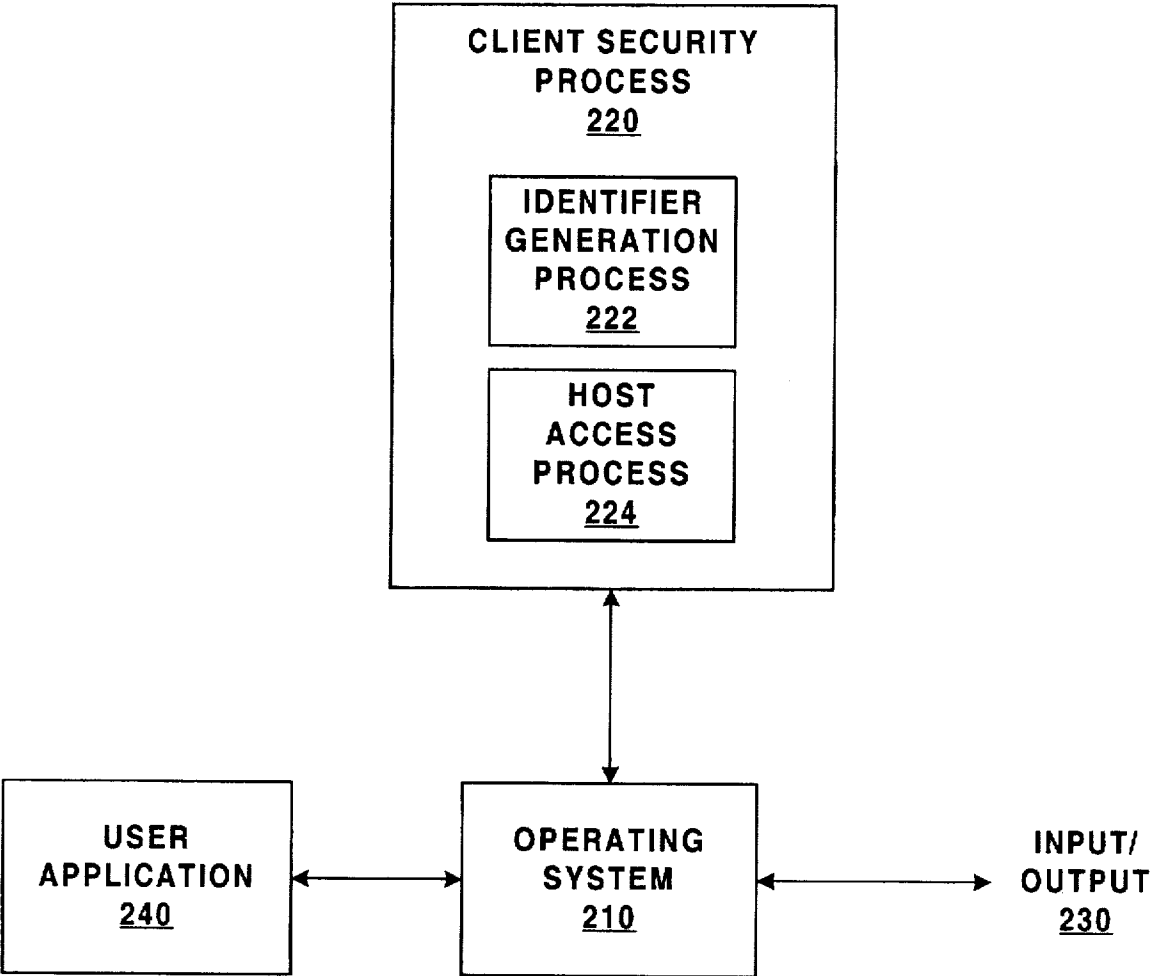 CLIENT SECURITY
PROCESS
220
IDENTIFIER
GENERATION
PROCESS
222
HOST
ACCESS
PROCESS
224
USER
APPLICATION
240
OPERATING
SYSTEM
210
INPUT/
OUTPUT
230